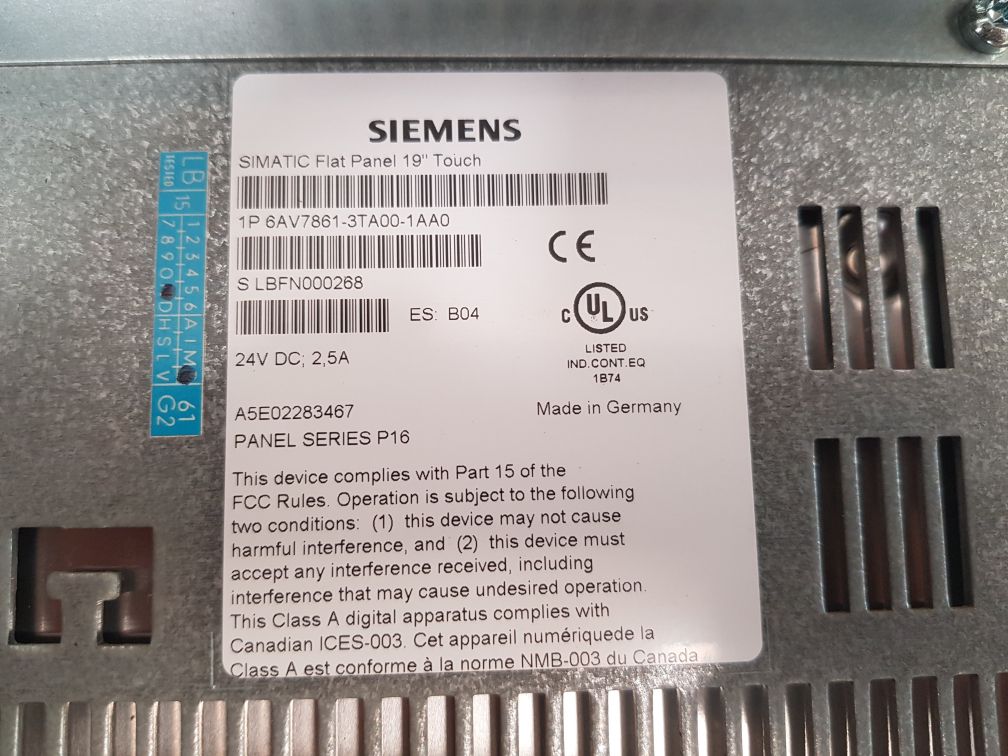 SIEMENS
SIMATIC Flat Panel 19" Touch
1P 6AV7861-3TA00-1AA0
S LBFN000268
ES: B04
24V DC; 2,5A
CE
C UL US
LISTED
IND.CONT.EQ
1B74
A5E02283467
Made in Germany
PANEL SERIES P16
This device complies with Part 15 of the
FCC Rules. Operation is subject to the following
two conditions: (1) this device may not cause
harmful interference, and (2) this device must
accept any interference received, including
interference that may cause undesired operation.
This Class A digital apparatus complies with
Canadian ICES-003. Cet appareil numériquede la
Class A est conforme à la norme NMB-003 du Canada
LB 15 1 2 3 4 5 6 A I M 61
TESTED 7 8 9 0 D H S L V G2